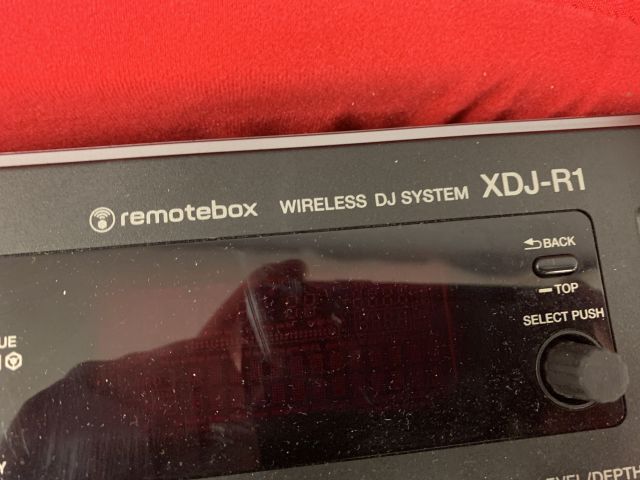 remotebox WIRELESS DJ SYSTEM XDJ-R1
BACK
TOP
SELECT PUSH